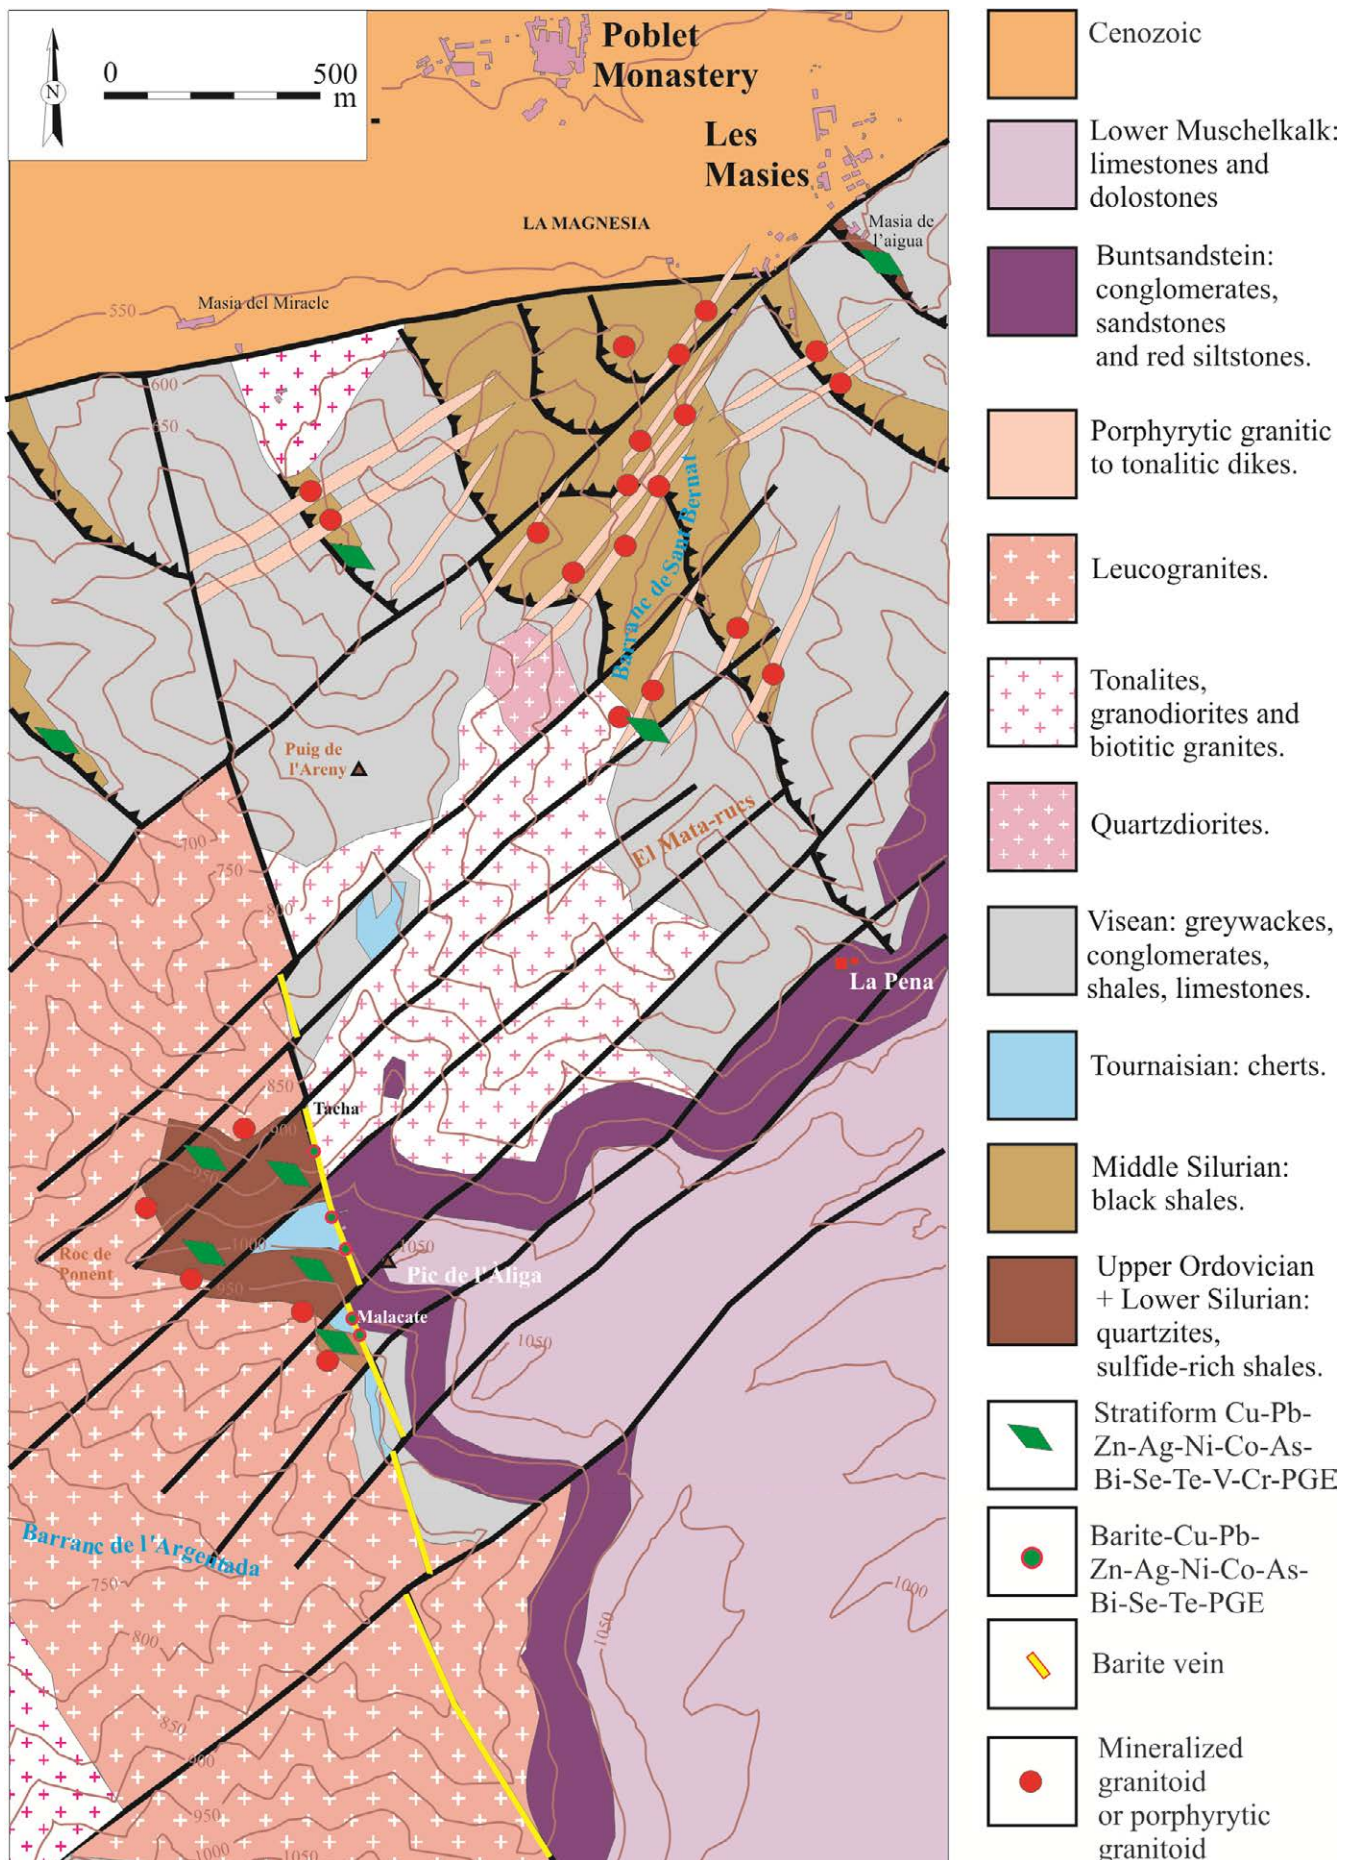 N
0
500
m
Poblet
Monastery
Les
Masies
LA MAGNESIA
Masia de
l'aigua
Masia del Miracle
550
600
650
Barranc de Sant Bernat
Puig de
l'Areny
700
750
800
El Mata-rucs
La Pena
850
Tacha
900
950
1000
Roc de
Ponent
950
1050
Pic de l'Àliga
Malacate
1050
Barranc de l'Argentada
750
800
850
900
950
1000
1050
1050
1000
Cenozoic
Lower Muschelkalk:
limestones and
dolostones
Buntsandstein:
conglomerates,
sandstones
and red siltstones.
Porphyrytic granitic
to tonalitic dikes.
Leucogranites.
Tonalites,
granodiorites and
biotitic granites.
Quartzdiorites.
Visean: greywackes,
conglomerates,
shales, limestones.
Tournaisian: cherts.
Middle Silurian:
black shales.
Upper Ordovician
+ Lower Silurian:
quartzites,
sulfide-rich shales.
Stratiform Cu-Pb-
Zn-Ag-Ni-Co-As-
Bi-Se-Te-V-Cr-PGE
Barite-Cu-Pb-
Zn-Ag-Ni-Co-As-
Bi-Se-Te-PGE
Barite vein
Mineralized
granitoid
or porphyrytic
granitoid